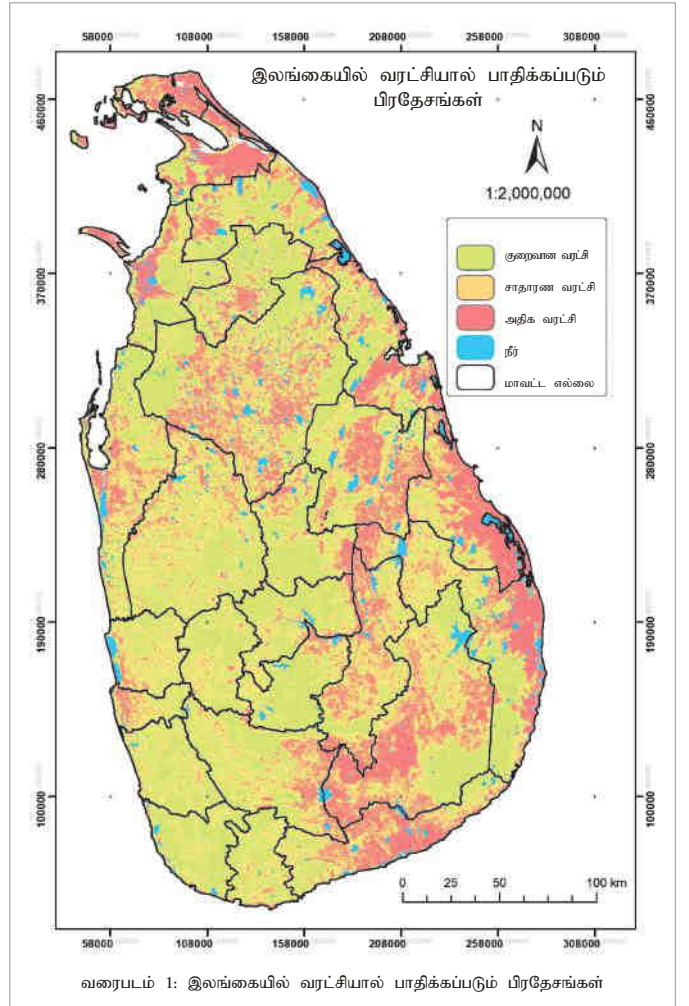 58000 108000 158000 208000 258000 308000
இலங்கையில் வரட்சியால் பாதிக்கப்படும்
பிரதேசங்கள்
460000 460000
N
1:2,000,000
குறைவான வரட்சி
370000 370000
சாதாரண வரட்சி
அதிக வரட்சி
நீர்
மாவட்ட எல்லை
280000 280000
190000 190000
100000 100000
0 25 50 100 km
58000 108000 158000 208000 258000 308000
வரைபடம் 1: இலங்கையில் வரட்சியால் பாதிக்கப்படும் பிரதேசங்கள்